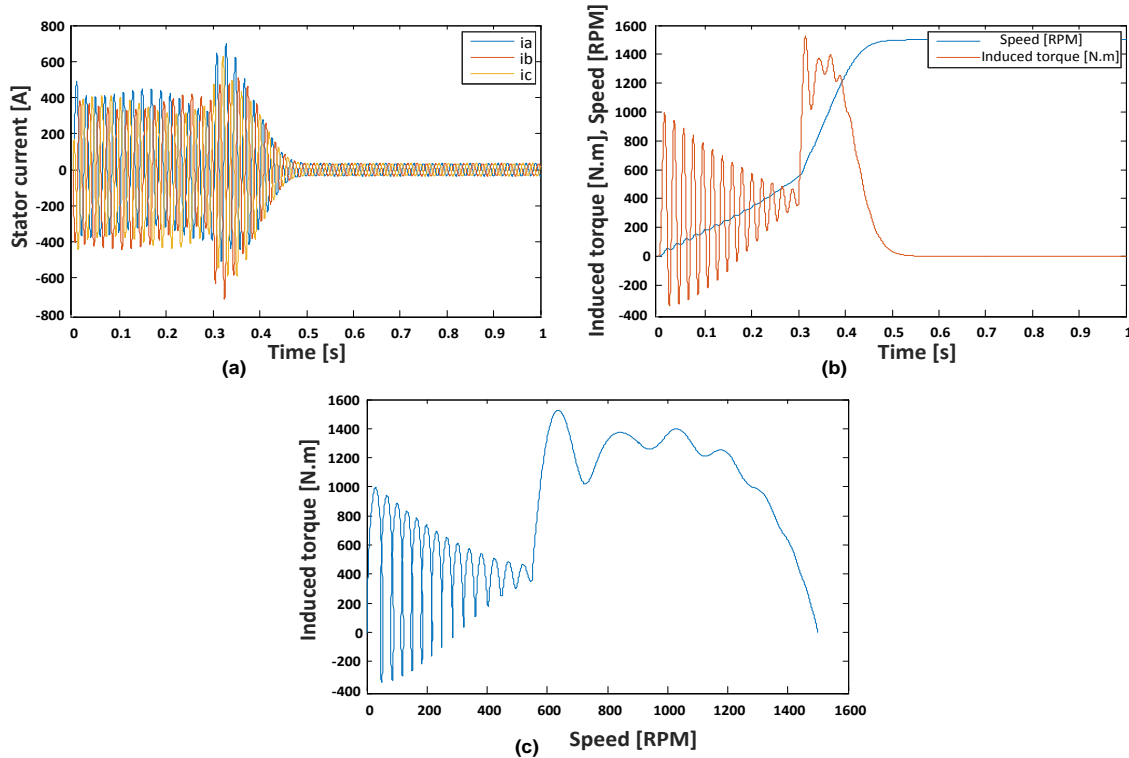 Stator current [A]
800
600
400
200
0
-200
-400
-600
-800
ia
ib
ic
0 0.1 0.2 0.3 0.4 0.5 0.6 0.7 0.8 0.9 1
Time [s]
(a)
Induced torque [N.m], Speed [RPM]
1600
1400
1200
1000
800
600
400
200
0
-200
-400
Speed [RPM]
Induced torque [N.m]
0 0.1 0.2 0.3 0.4 0.5 0.6 0.7 0.8 0.9 1
Time [s]
(b)
Induced torque [N.m]
1600
1400
1200
1000
800
600
400
200
0
-200
-400
0 200 400 600 800 1000 1200 1400 1600
Speed [RPM]
(c)